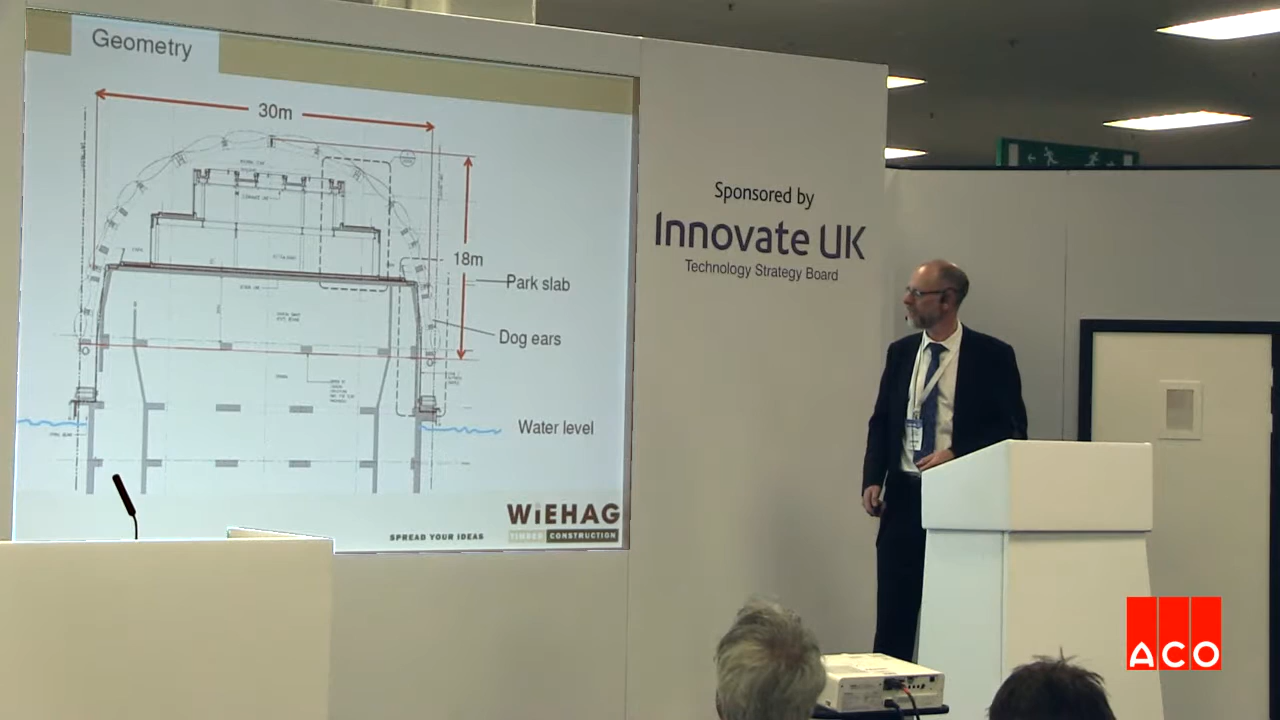 Geometry
30m
18m
Park slab
Dog ears
Water level
WiEHAG
TIMBER CONSTRUCTION
SPREAD YOUR IDEAS
Sponsored by
Innovate UK
Technology Strategy Board
ACO